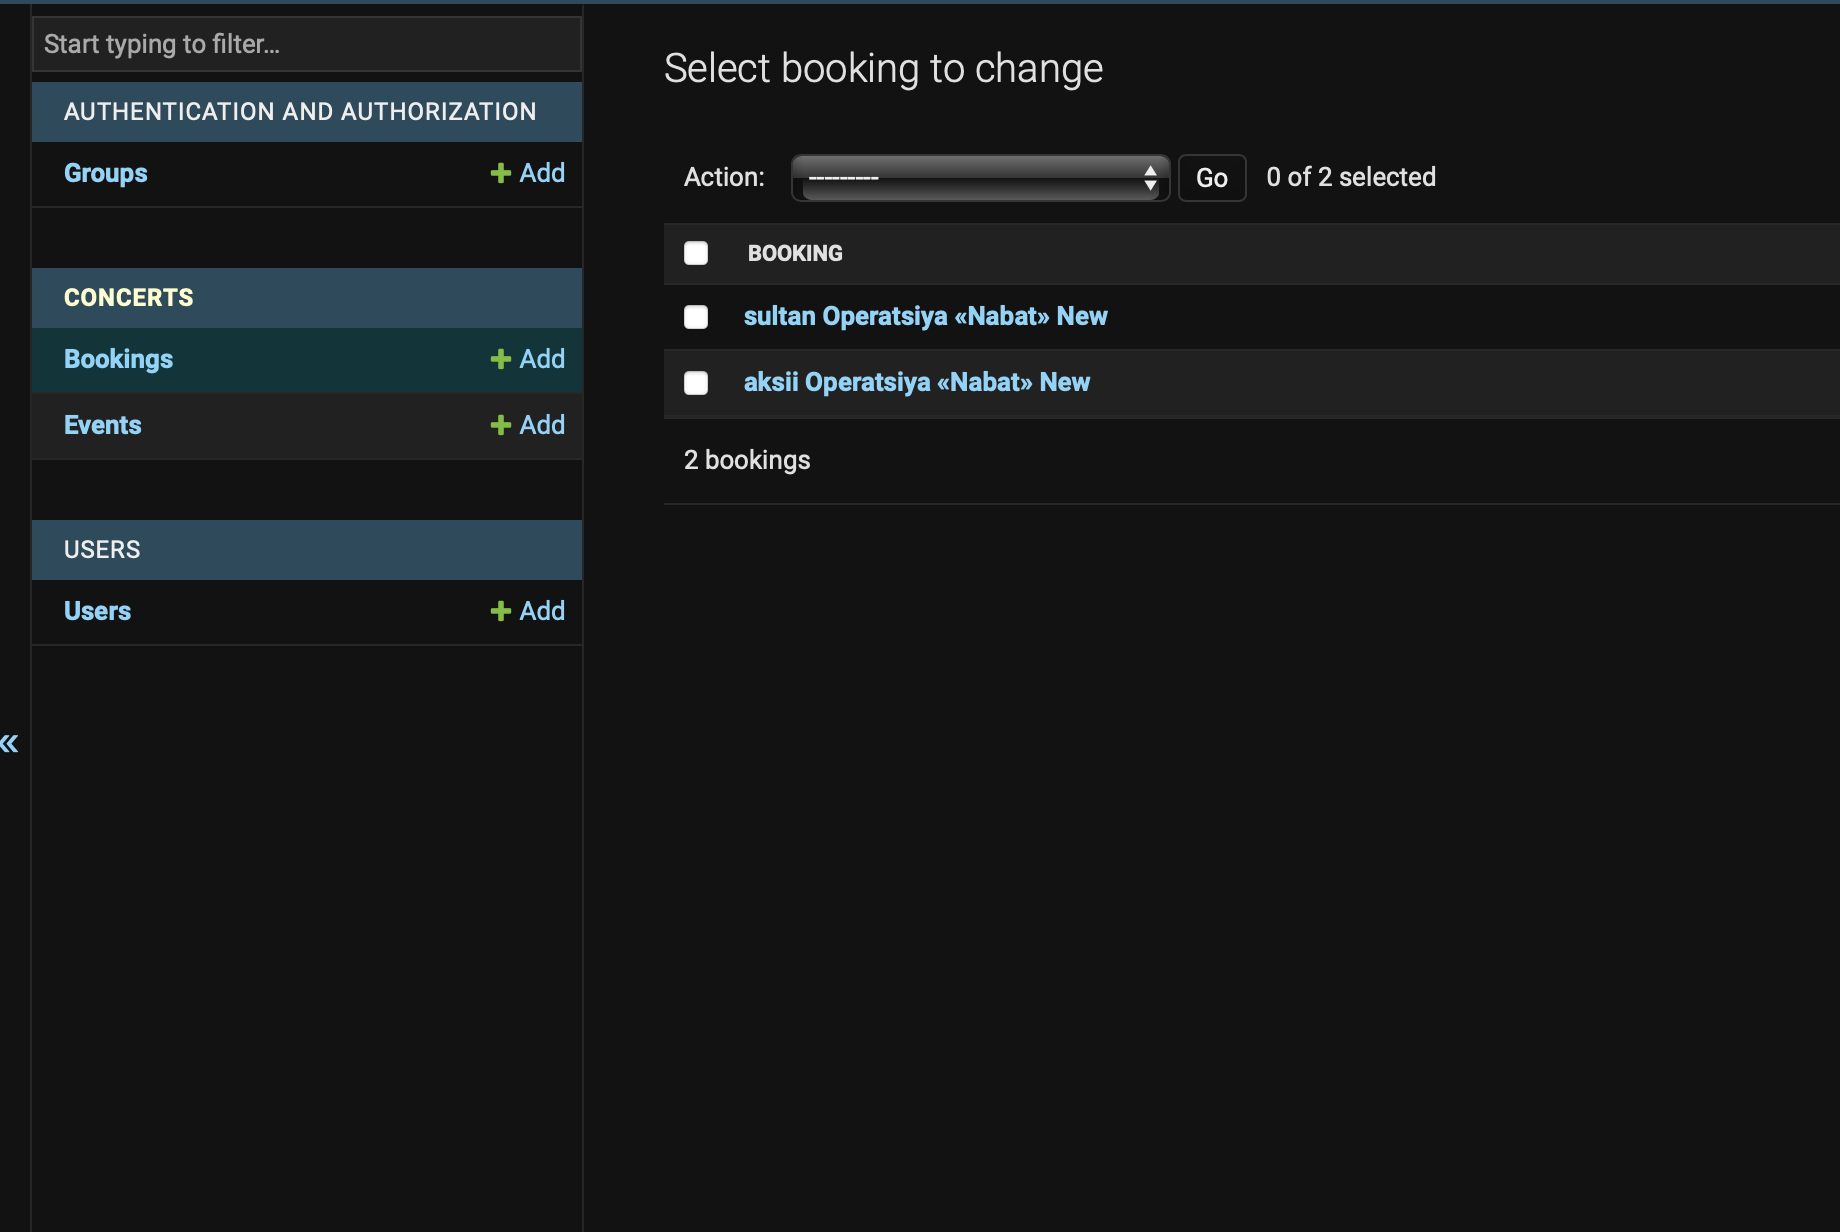 Start typing to filter...
AUTHENTICATION AND AUTHORIZATION
Groups + Add
CONCERTS
Bookings + Add
Events + Add
USERS
Users + Add
«
Select booking to change
Action: --------- Go 0 of 2 selected
BOOKING
sultan Operatsiya «Nabat» New
aksii Operatsiya «Nabat» New
2 bookings